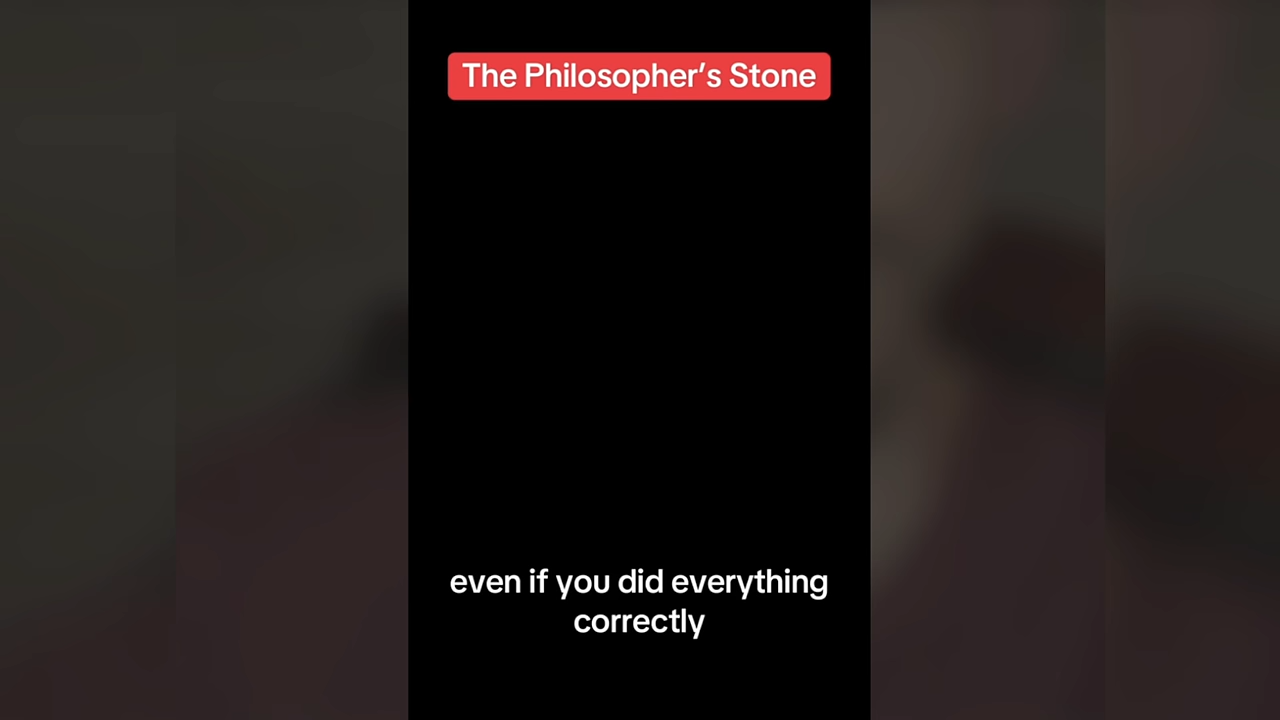 The Philosopher’s Stone
even if you did everything
correctly